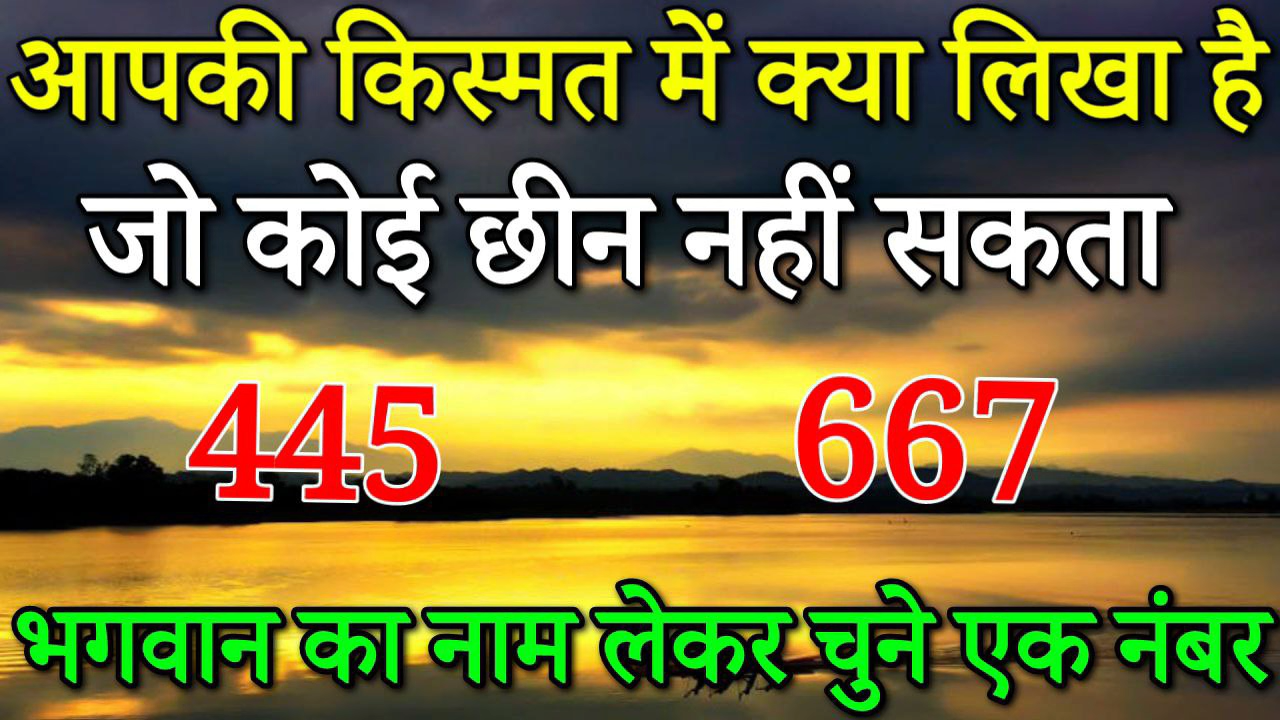 आपकी किस्मत में क्या लिखा है
जो कोई छीन नहीं सकता
445 667
भगवान का नाम लेकर चुने एक नंबर